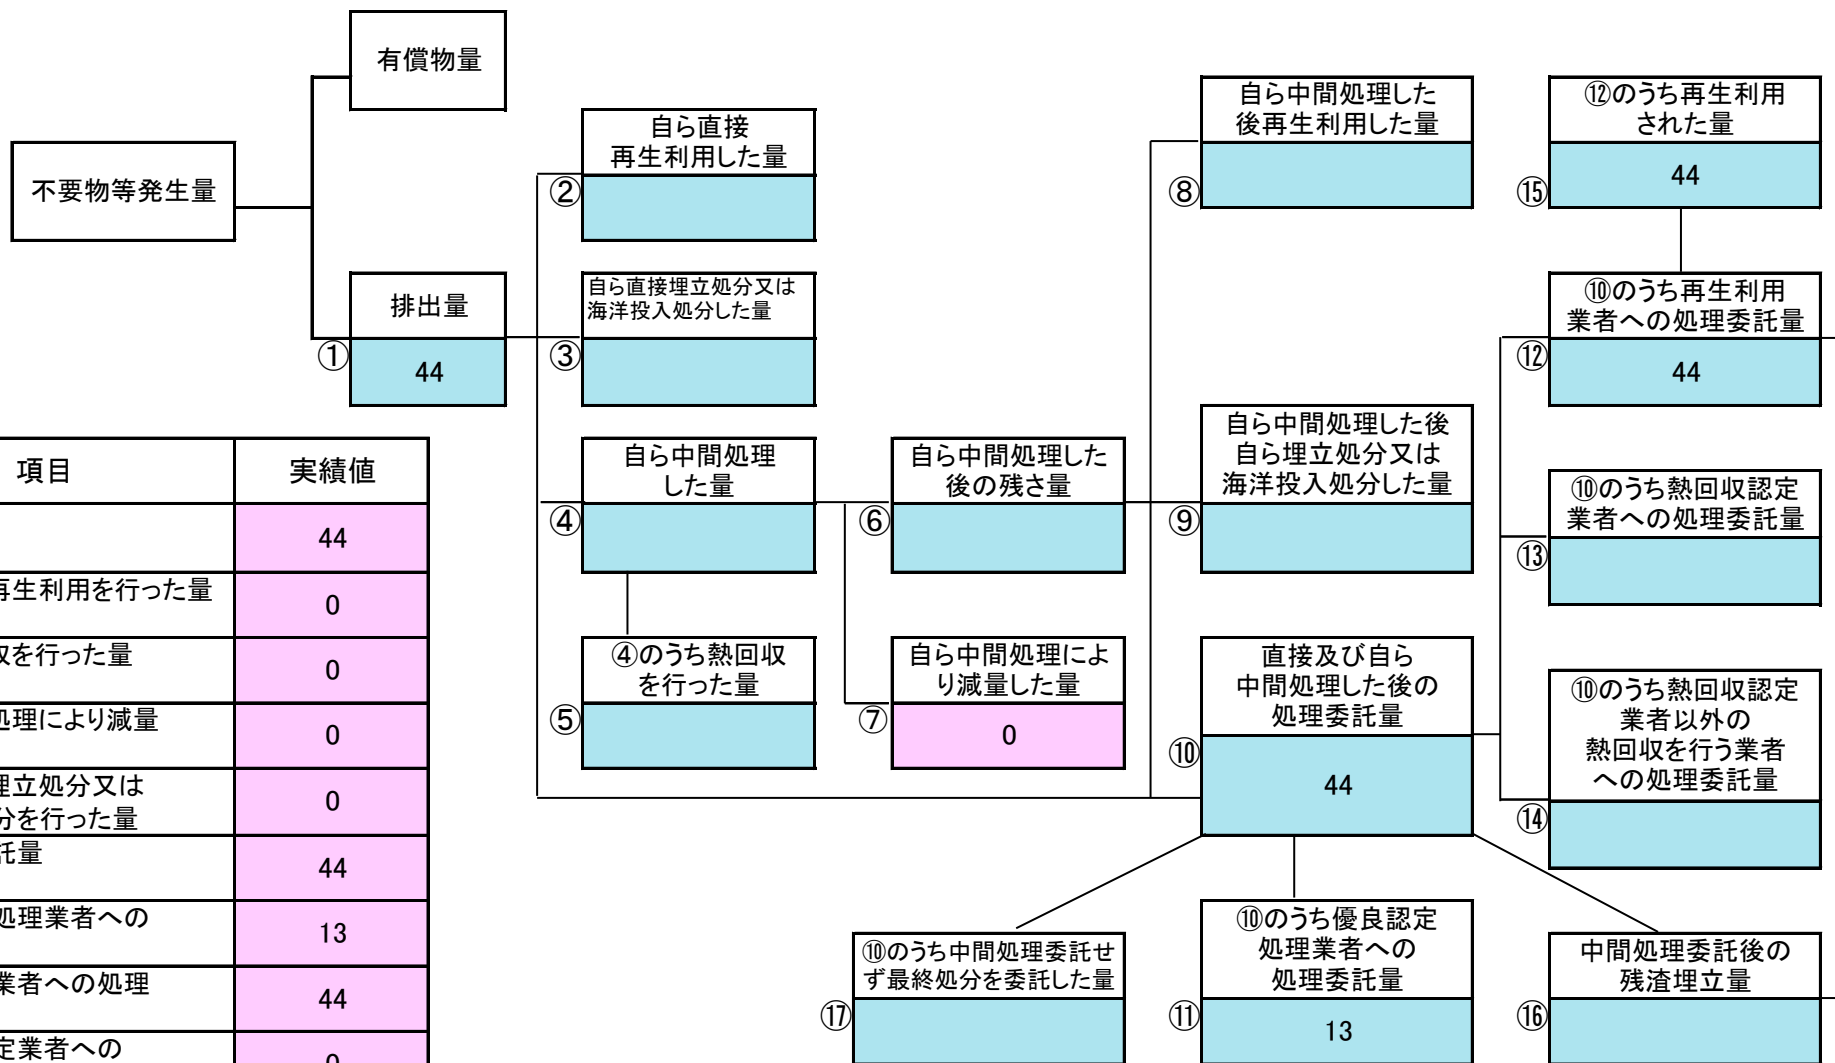 有償物量
不要物等発生量
排出量
①
44
自ら直接
再生利用した量
②
自ら直接埋立処分又は
海洋投入処分した量
③
自ら中間処理
した量
④
④のうち熱回収
を行った量
⑤
自ら中間処理した
後の残さ量
⑥
自ら中間処理によ
り減量した量
⑦
0
自ら中間処理した
後再生利用した量
⑧
自ら中間処理した後
自ら埋立処分又は
海洋投入処分した量
⑨
直接及び自ら
中間処理した後の
処理委託量
⑩
44
⑫のうち再生利用
された量
⑮
44
⑩のうち再生利用
業者への処理委託量
⑫
44
⑩のうち熱回収認定
業者への処理委託量
⑬
⑩のうち熱回収認定
業者以外の
熱回収を行う業者
への処理委託量
⑭
⑩のうち中間処理委託せ
ず最終処分を委託した量
⑰
⑩のうち優良認定
処理業者への
処理委託量
⑪
13
中間処理委託後の
残渣埋立量
⑯
項目 実績値
44
再生利用を行った量 0
を行った量 0
処理により減量 0
埋立処分又は
を行った量 0
託量 44
処理業者への 13
業者への処理 44
定業者への 0